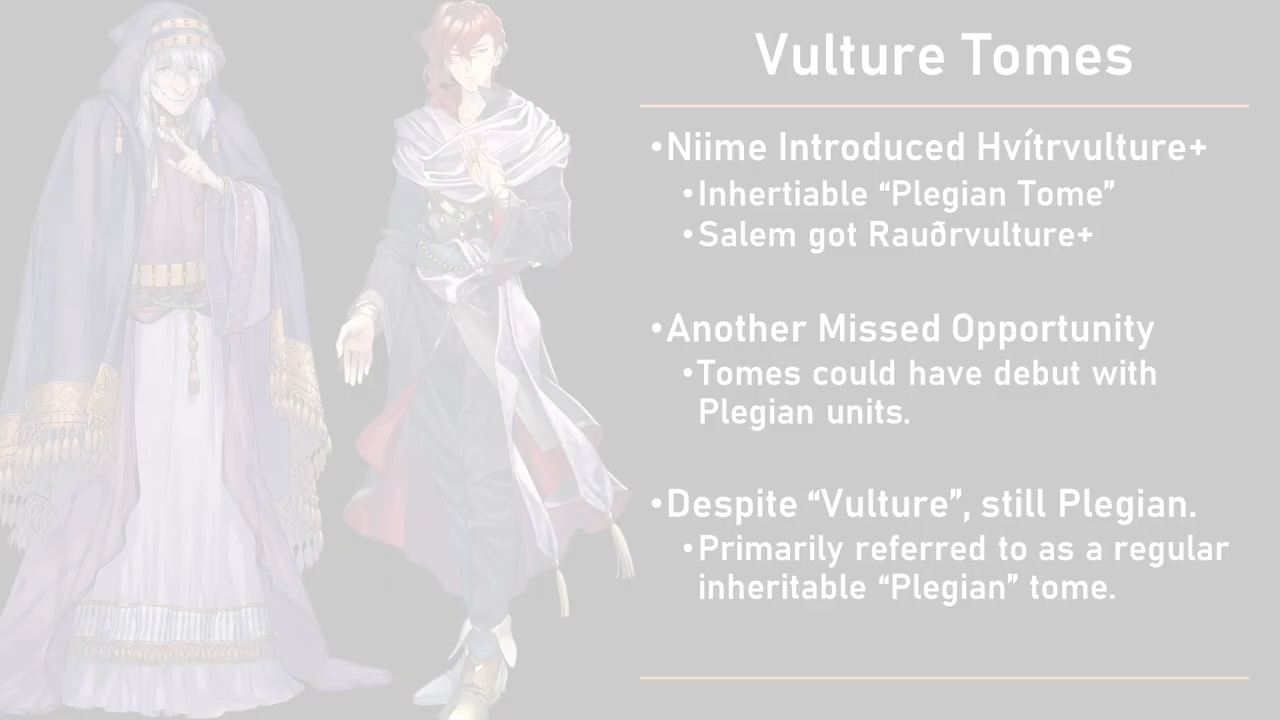 Vulture Tomes
•Niime Introduced Hvítrvulture+
•Inhertiable “Plegian Tome”
•Salem got Rauðrvulture+
•Another Missed Opportunity
•Tomes could have debut with
Plegian units.
•Despite “Vulture”, still Plegian.
•Primarily referred to as a regular
inheritable “Plegian” tome.